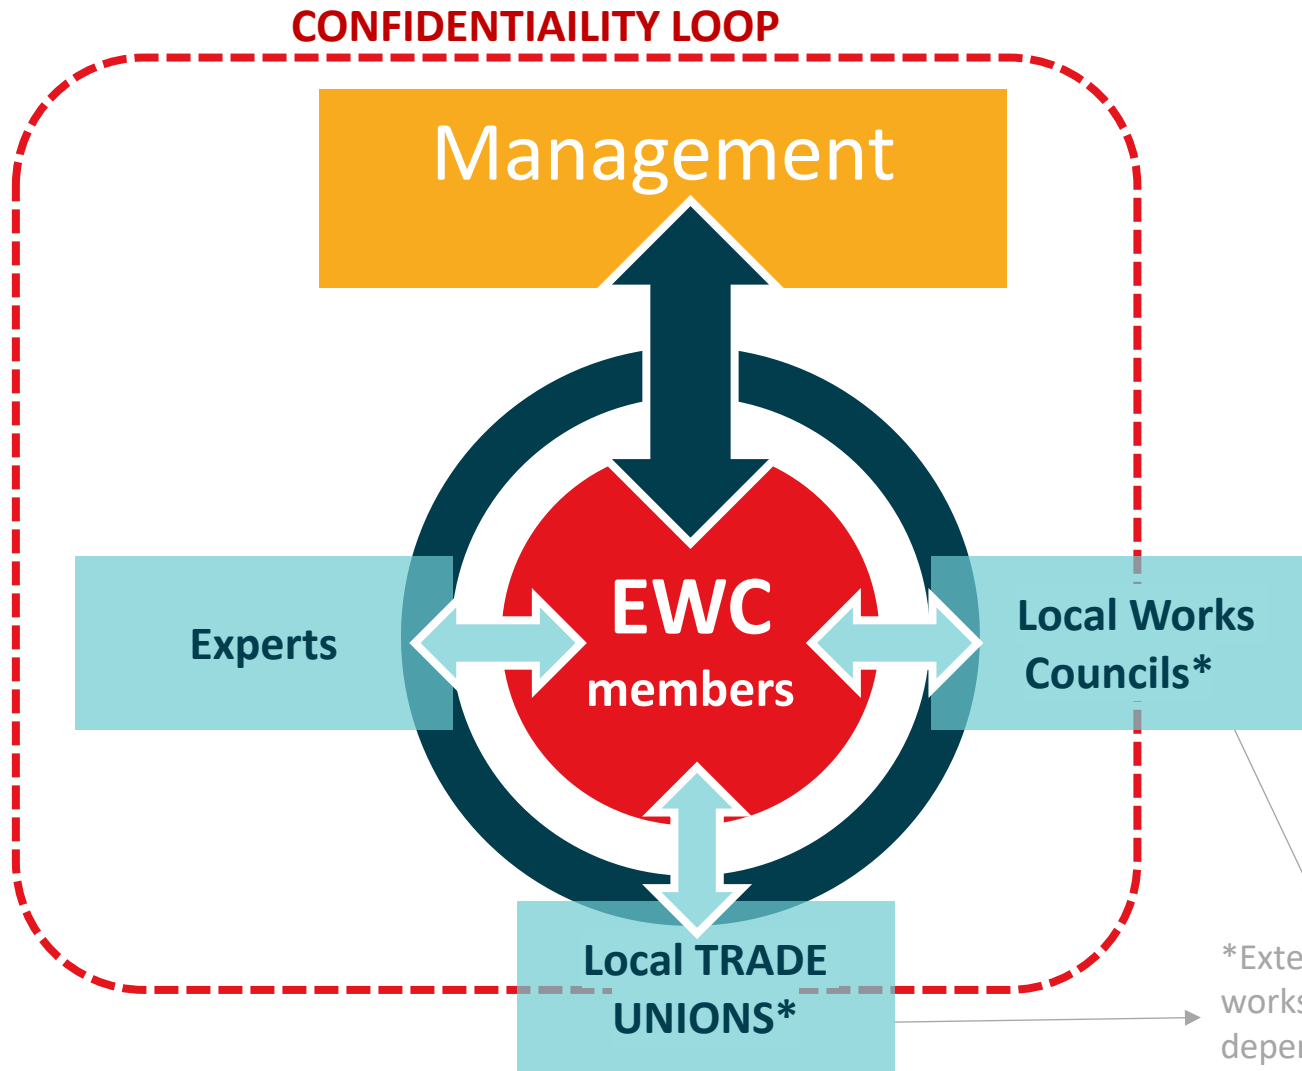 CONFIDENTIAILITY LOOP
Management
EWC
members
Experts
Local Works
Councils*
Local TRADE
UNIONS*